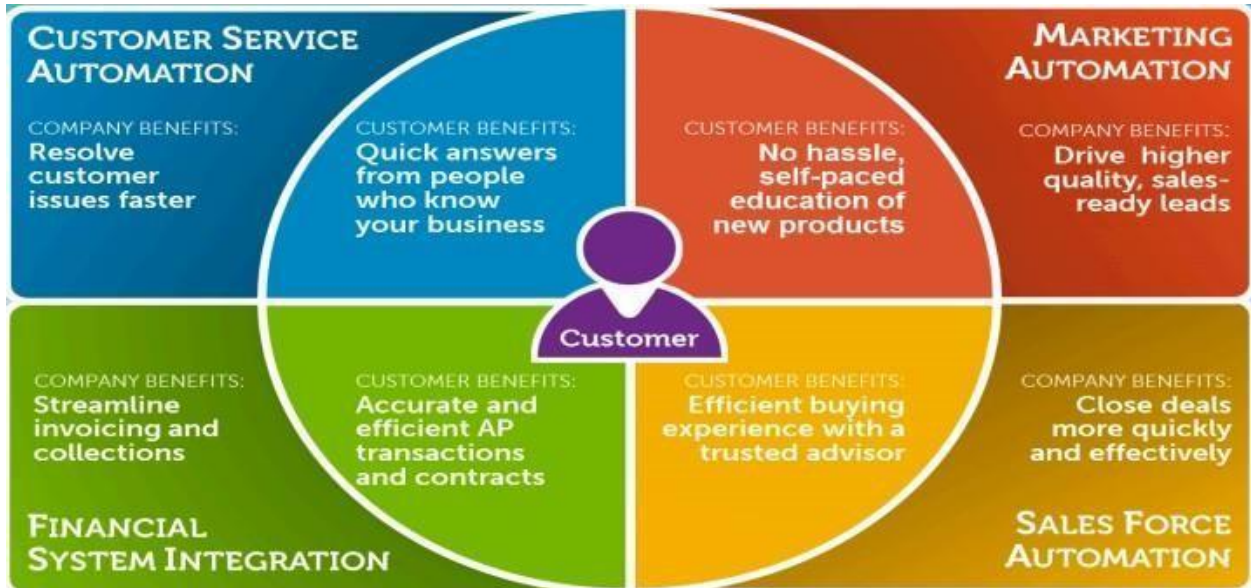 CUSTOMER SERVICE
AUTOMATION
COMPANY BENEFITS:
Resolve
customer
issues faster
CUSTOMER BENEFITS:
Quick answers
from people
who know
your business
MARKETING
AUTOMATION
CUSTOMER BENEFITS:
No hassle,
self-paced
education of
new products
COMPANY BENEFITS:
Drive higher
quality, sales-
ready leads
Customer
COMPANY BENEFITS:
Streamline
invoicing and
collections
CUSTOMER BENEFITS:
Accurate and
efficient AP
transactions
and contracts
FINANCIAL
SYSTEM INTEGRATION
CUSTOMER BENEFITS:
Efficient buying
experience with a
trusted advisor
COMPANY BENEFITS:
Close deals
more quickly
and effectively
SALES FORCE
AUTOMATION